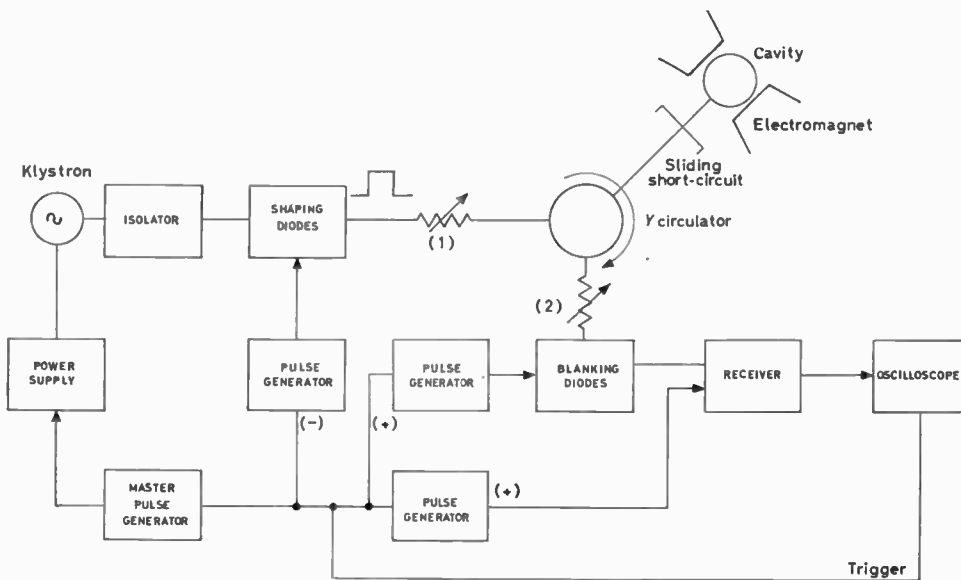 Cavity
Electromagnet
Sliding
short-circuit
Klystron
ISOLATOR
SHAPING
DIODES
(1)
Y circulator
(2)
POWER
SUPPLY
PULSE
GENERATOR
(-)
PULSE
GENERATOR
(+)
BLANKING
DIODES
RECEIVER
OSCILLOSCOPE
MASTER
PULSE
GENERATOR
PULSE
GENERATOR
(+)
Trigger